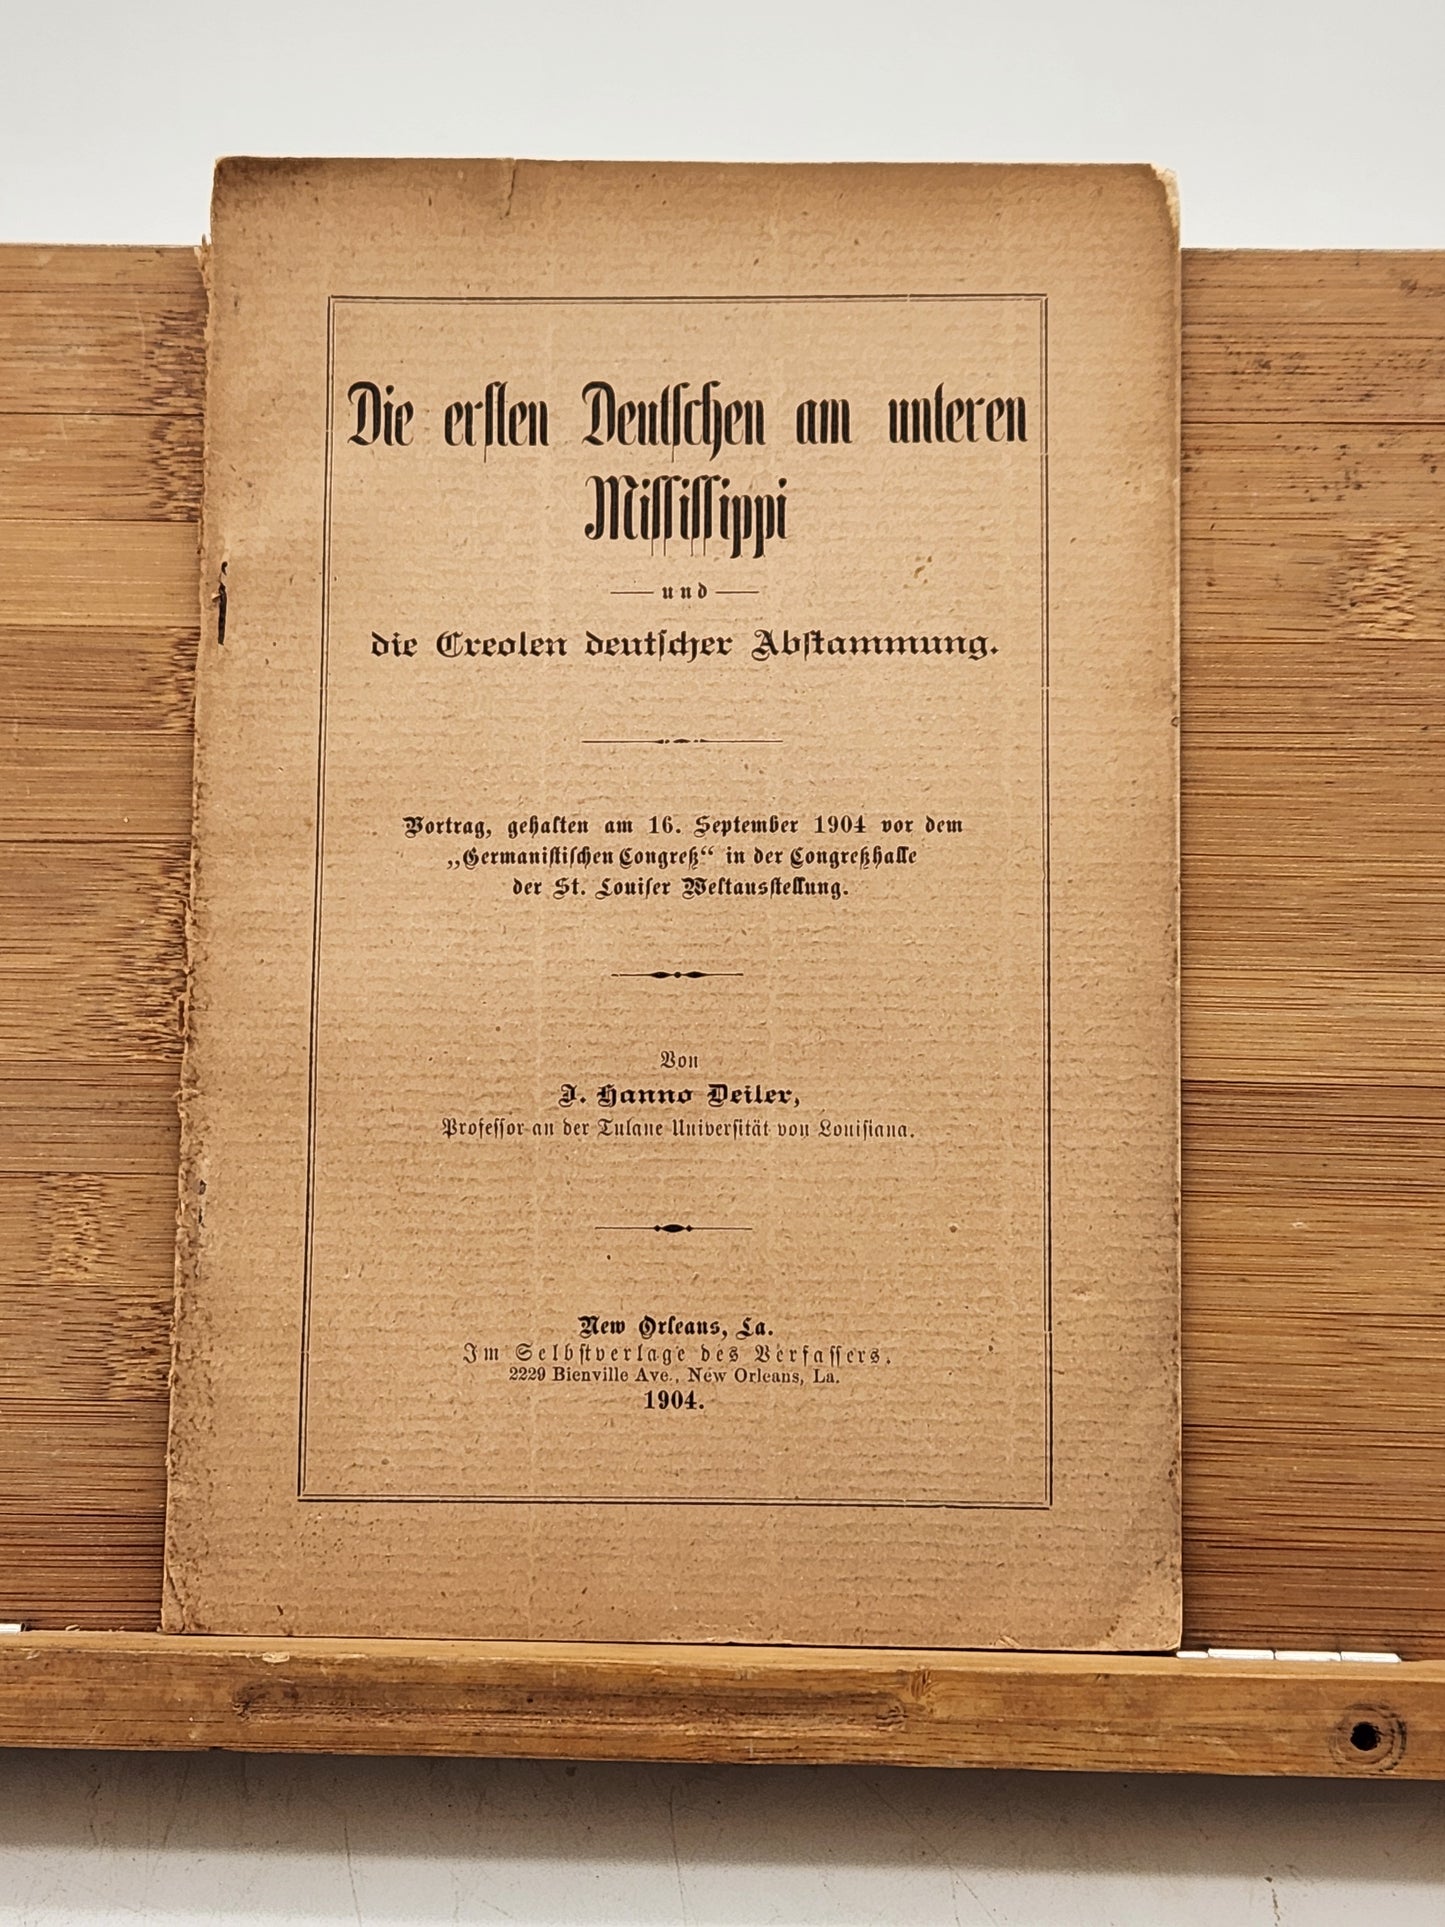 Die ersten Deutschen am unteren
Mississippi
und
die Creolen deutscher Abstammung.
Vortrag, gehalten am 16. September 1904 vor dem
„Germanistischen Congreß“ in der Congreßhalle
der St. Louiser Weltausstellung.
Von
J. Hanno Deiler,
Professor an der Tulane Universität von Louisiana.
New Orleans, La.
Im Selbstverlage des Verfassers.
2229 Bienville Ave., New Orleans, La.
1904.